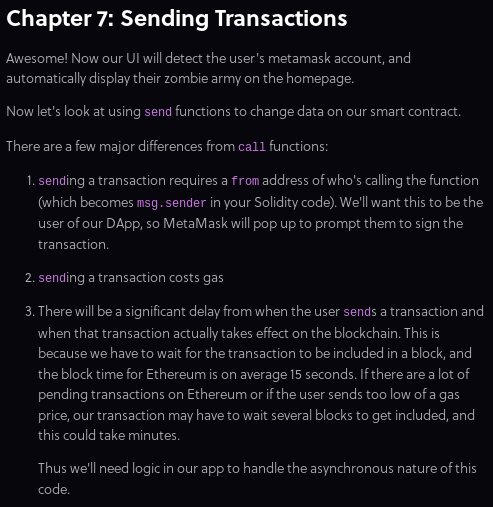 Chapter 7: Sending Transactions
Awesome! Now our UI will detect the user's metamask account, and
automatically display their zombie army on the homepage.
Now let's look at using send functions to change data on our smart contract.
There are a few major differences from call functions:
1. sending a transaction requires a from address of who's calling the function
(which becomes msg.sender in your Solidity code). We'll want this to be the
user of our DApp, so MetaMask will pop up to prompt them to sign the
transaction.
2. sending a transaction costs gas
3. There will be a significant delay from when the user sends a transaction and
when that transaction actually takes effect on the blockchain. This is
because we have to wait for the transaction to be included in a block, and
the block time for Ethereum is on average 15 seconds. If there are a lot of
pending transactions on Ethereum or if the user sends too low of a gas
price, our transaction may have to wait several blocks to get included, and
this could take minutes.
Thus we'll need logic in our app to handle the asynchronous nature of this
code.